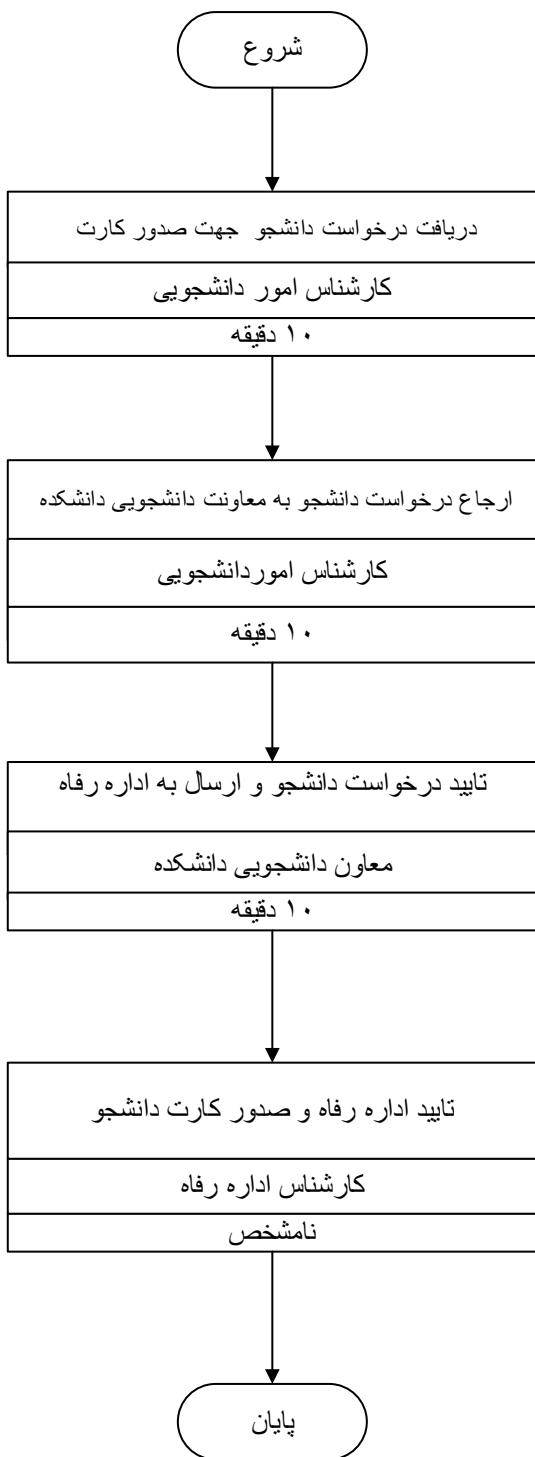 شروع
دریافت درخواست دانشجو جهت صدور کارت
کارشناس امور دانشجویی
۱۰ دقیقه
ارجاع درخواست دانشجو به معاونت دانشجویی دانشکده
کارشناس اموردانشجویی
۱۰ دقیقه
تایید درخواست دانشجو و ارسال به اداره رفاه
معاون دانشجویی دانشکده
۱۰ دقیقه
تایید اداره رفاه و صدور کارت دانشجو
کارشناس اداره رفاه
نامشخص
پایان